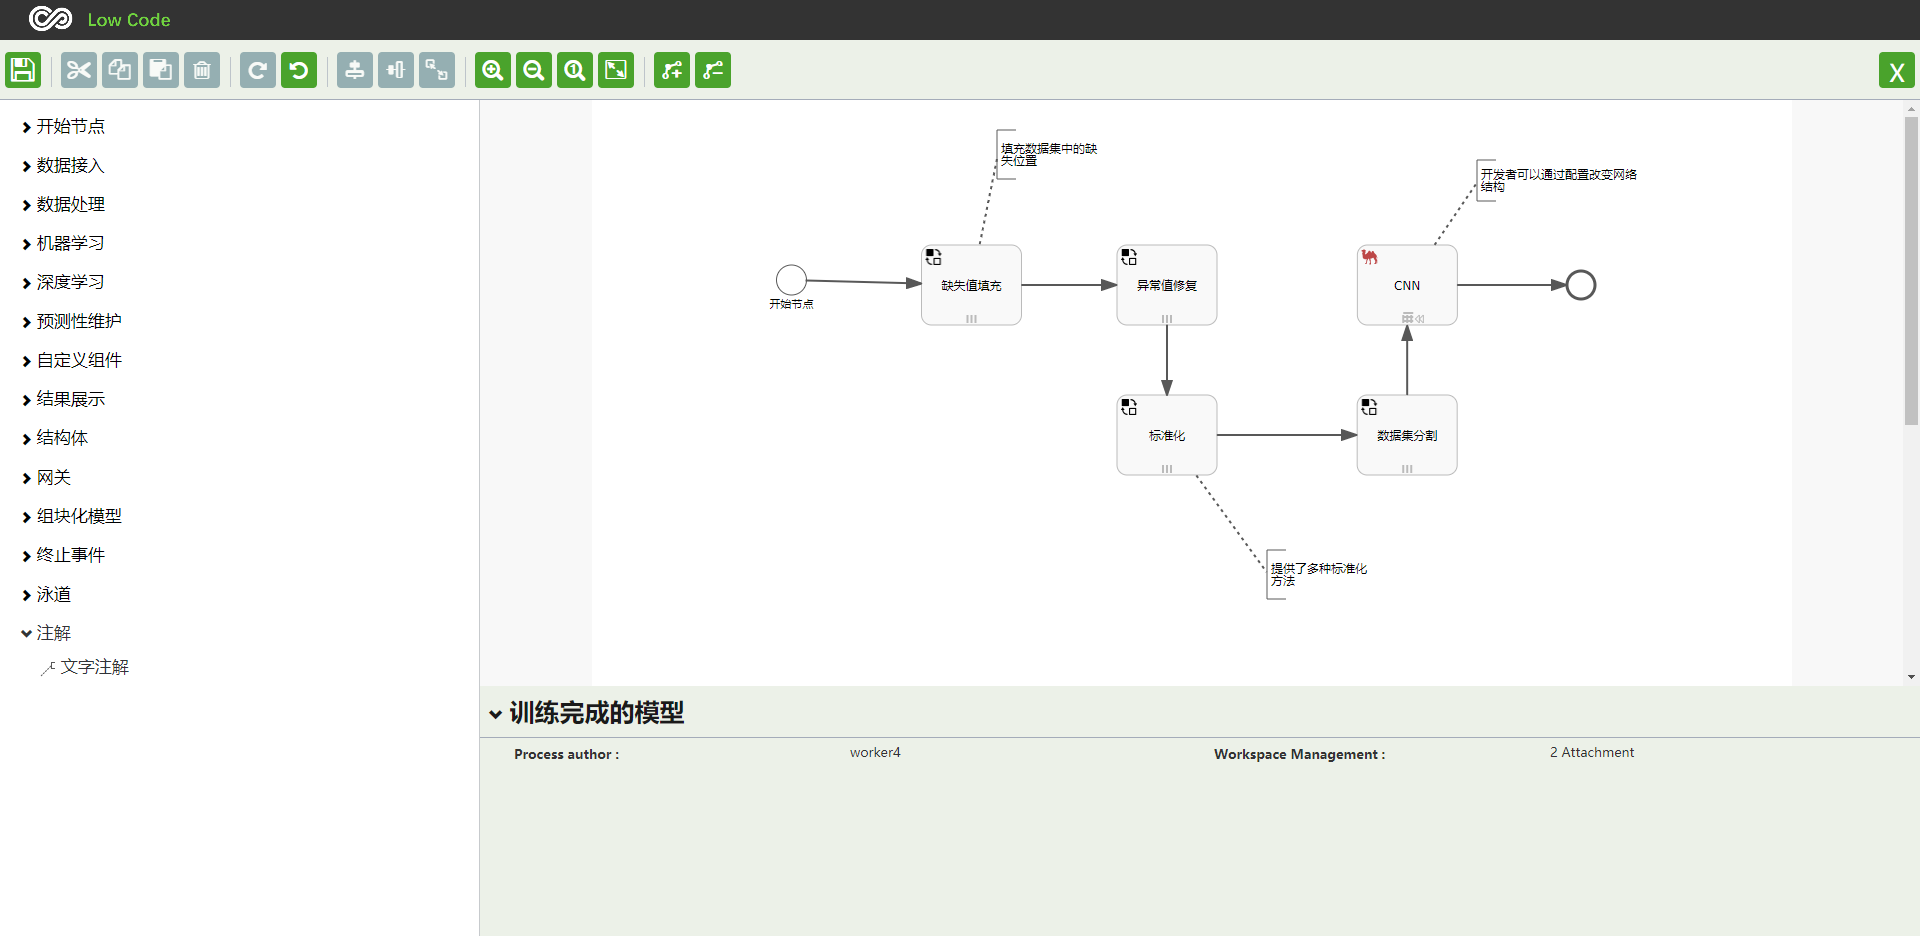 Low Code
X
开始节点
数据接入
数据处理
机器学习
深度学习
预测性维护
自定义组件
结果展示
结构体
网关
组块化模型
终止事件
泳道
注解
文字注解
填充数据集中的缺
失位置
开发者可以通过配置改变网络
结构
开始节点
缺失值填充
异常值修复
CNN
标准化
数据集分割
提供了多种标准化
方法
训练完成的模型
Process author :
worker4
Workspace Management :
2 Attachment